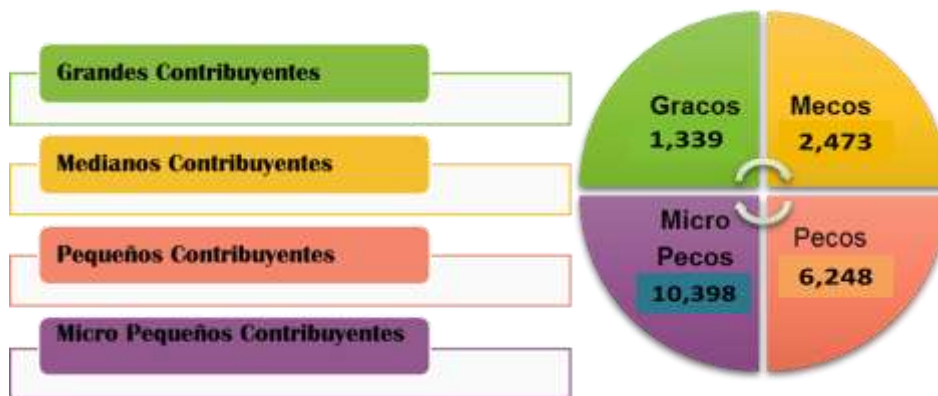 Grandes Contribuyentes
Medianos Contribuyentes
Pequeños Contribuyentes
Micro Pequeños Contribuyentes
Gracos
1,339
Mecos
2,473
Micro
Pecos
10,398
Pecos
6,248